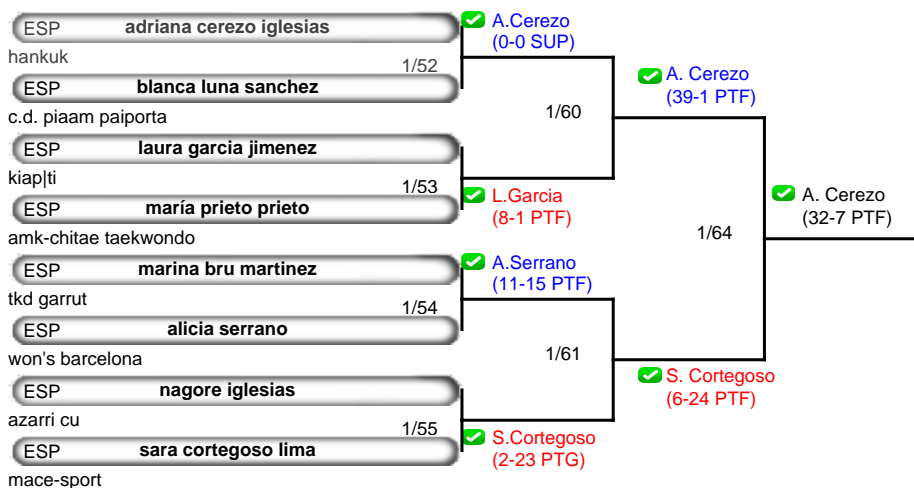 ESP adriana cerezo iglesias
hankuk
1/52
ESP blanca luna sanchez
c.d. piaam paiporta
A.Cerezo
(0-0 SUP)
ESP laura garcia jimenez
kiap|ti
1/53
ESP maría prieto prieto
amk-chitae taekwondo
L.Garcia
(8-1 PTF)
1/60
A. Cerezo
(39-1 PTF)
ESP marina bru martinez
tkd garrut
1/54
ESP alicia serrano
won's barcelona
A.Serrano
(11-15 PTF)
ESP nagore iglesias
azarri cu
1/55
ESP sara cortegoso lima
mace-sport
S.Cortegoso
(2-23 PTG)
1/61
S. Cortegoso
(6-24 PTF)
1/64
A. Cerezo
(32-7 PTF)